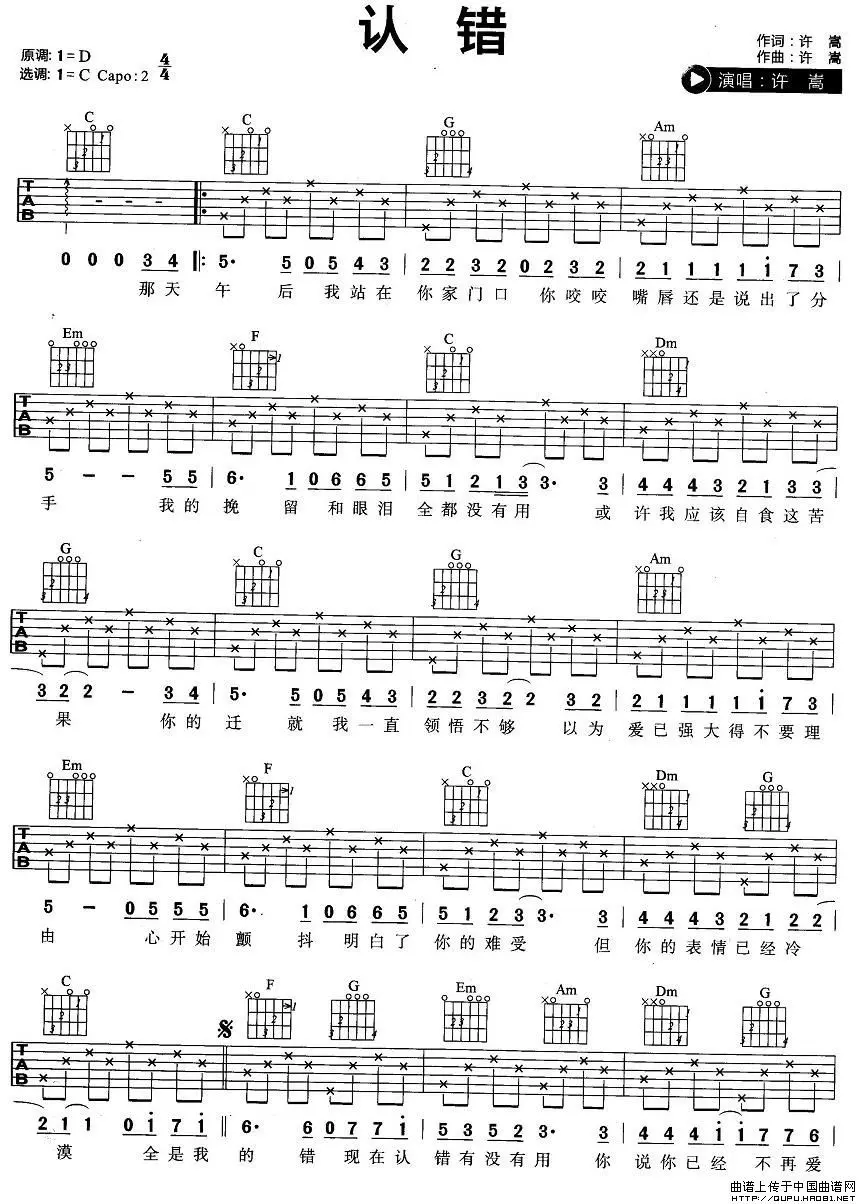 认 错
原调: 1=D 4/4
选调: 1=C Capo: 2
作词：许 嵩
作曲：许 嵩
演唱：许 嵩
C C G Am
TAB
0 0 0 3 4 5· 5 0 5 4 3 2 2 3 2 0 2 3 2 2 1 1 1 1 1 7 3
那天 午 后 我站在 你家门口 你咬咬 嘴唇还是说出了分
Em F C Dm
TAB
5 – – 5 5 6· 1 0 6 6 5 5 1 2 1 3 3· 3 4 4 4 3 2 1 3 3
手 我的 挽 留 和眼泪 全都没有用 或 许我应该自食这苦
G C G Am
TAB
3 2 2 – 3 4 5· 5 0 5 4 3 2 2 3 2 2 3 2 2 1 1 1 1 1 7 3
果 你的 迁 就 我一直 领悟不够 以为 爱已强大得不要理
Em F C Dm G
TAB
5 – 0 5 5 5 6· 1 0 6 6 5 5 1 2 3 3· 3 4 4 4 3 2 1 2 2
由 心开始 颤 抖 明白了 你的难受 但 你的表情已经冷
C F G Em Am Dm G
TAB
2 1 1 0 1 7 1 6· 6 0 7 7 1 5 3 5 2 3· 3 4 4 4 1 1 7 7 6
漠 全是我 的 错 现在认 错有没有用 你 说你已经 不再爱
曲谱上传于中国曲谱网
HTTP://QUPU.HAO81.NET